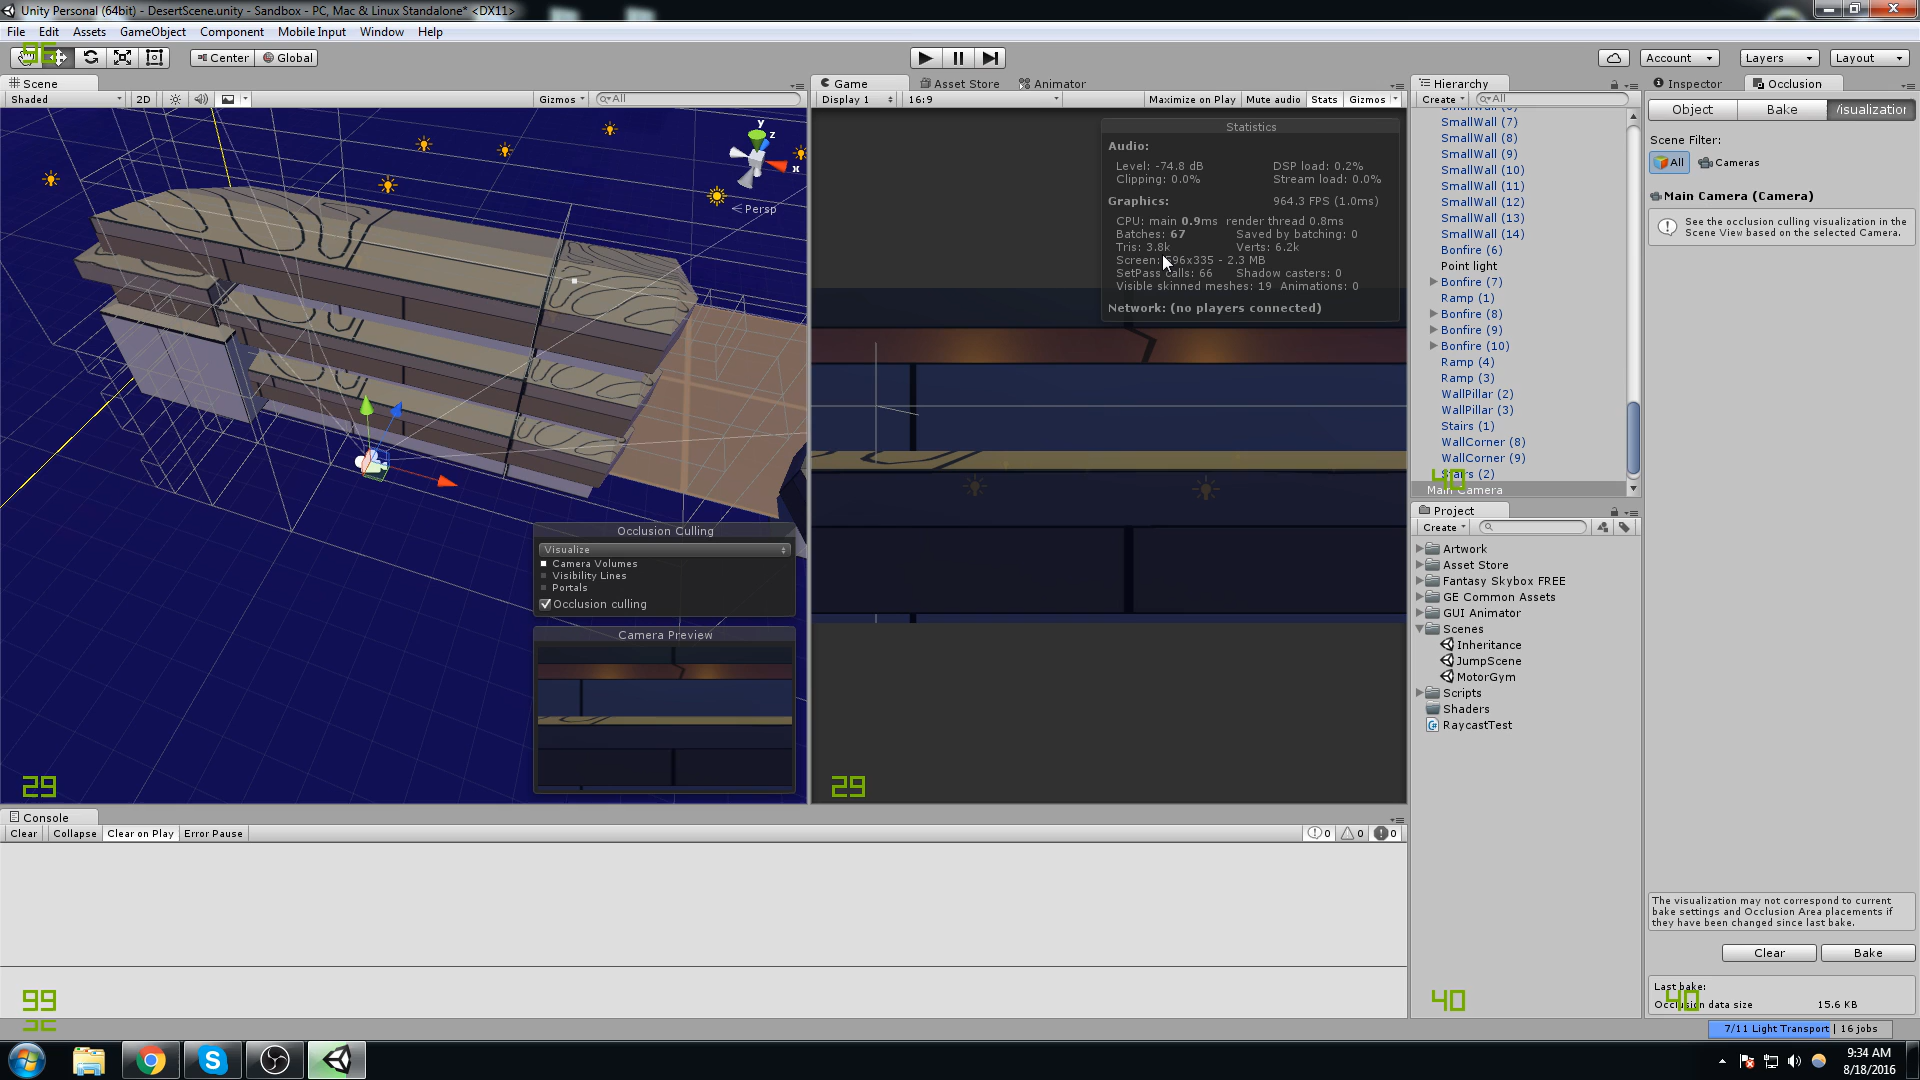 Unity Personal (64bit) - DesertScene.unity - Sandbox - PC, Mac & Linux Standalone* <DX11>
File Edit Assets GameObject Component Mobile Input Window Help
96
Center Global
Account Layers Layout
Scene
Shaded 2D Gizmos All
y
z
x
Persp
Occlusion Culling
Visualize
Camera Volumes
Visibility Lines
Portals
Occlusion culling
Camera Preview
29
Game Asset Store Animator
Display 1 16:9 Maximize on Play Mute audio Stats Gizmos
Statistics
Audio:
Level: -74.8 dB DSP load: 0.2%
Clipping: 0.0% Stream load: 0.0%
Graphics: 964.3 FPS (1.0ms)
CPU: main 0.9ms render thread 0.8ms
Batches: 67 Saved by batching: 0
Tris: 3.8k Verts: 6.2k
Screen: 596x335 - 2.3 MB
SetPass calls: 66 Shadow casters: 0
Visible skinned meshes: 19 Animations: 0
Network: (no players connected)
29
Hierarchy
Create All
SmallWall (6)
SmallWall (7)
SmallWall (8)
SmallWall (9)
SmallWall (10)
SmallWall (11)
SmallWall (12)
SmallWall (13)
SmallWall (14)
Bonfire (6)
Point light
Bonfire (7)
Ramp (1)
Bonfire (8)
Bonfire (9)
Bonfire (10)
Ramp (4)
Ramp (3)
WallPillar (2)
WallPillar (3)
Stairs (1)
WallCorner (8)
WallCorner (9)
Stairs (2)
40
Main Camera
Project
Create
Artwork
Asset Store
Fantasy Skybox FREE
GE Common Assets
GUI Animator
Scenes
Inheritance
JumpScene
MotorGym
Scripts
Shaders
RaycastTest
40
Inspector Occlusion
Object Bake Visualization
Scene Filter:
All Cameras
Main Camera (Camera)
See the occlusion culling visualization in the
Scene View based on the selected Camera.
The visualization may not correspond to current
bake settings and Occlusion Area placements if
they have been changed since last bake.
Clear Bake
Last bake:
Occlusion data size 15.6 KB
40
7/11 Light Transport | 16 jobs
Console
Clear Collapse Clear on Play Error Pause 0 0 0
99
9:34 AM
8/18/2016